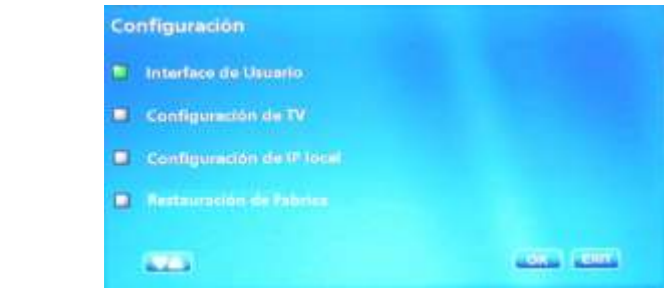 Configuración
Interface de Usuario
Configuración de TV
Configuración de IP local
Restauración de Fabrica
OK EXIT